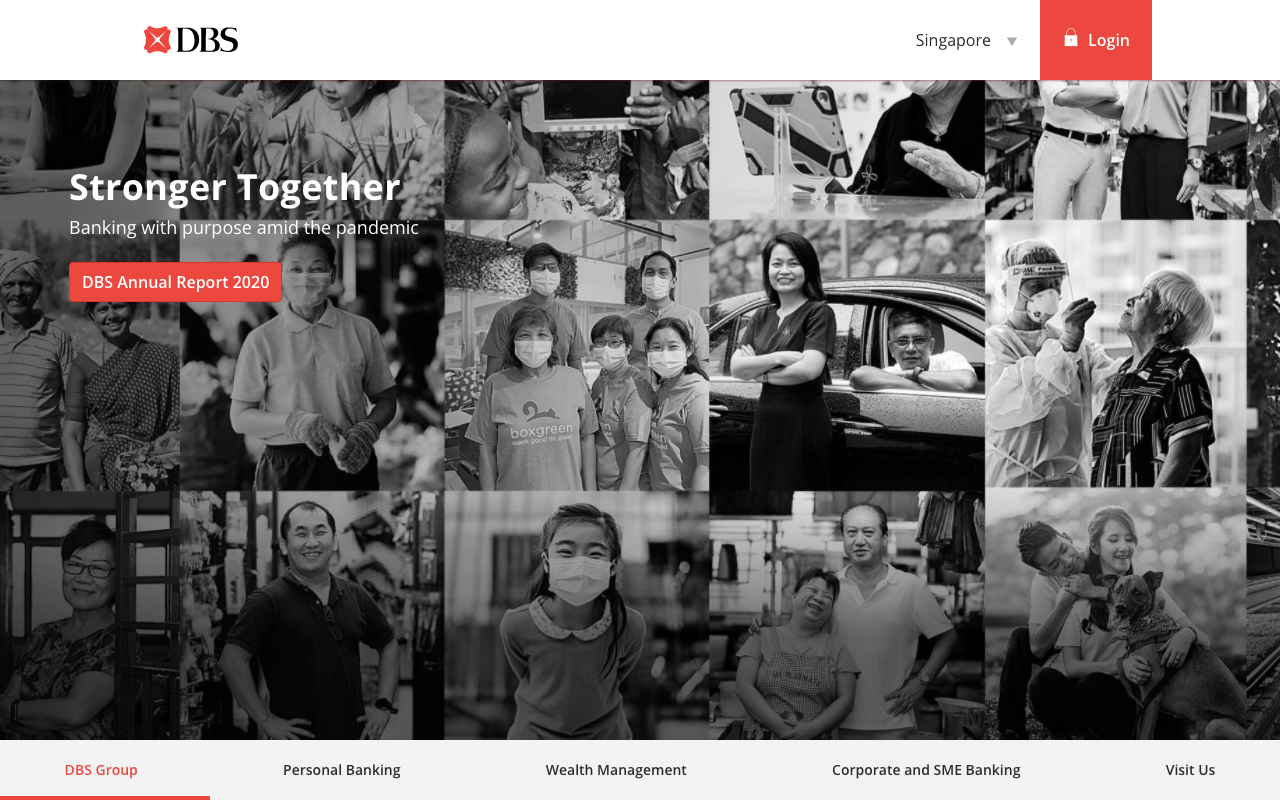 DBS
Singapore
Login
Stronger Together
Banking with purpose amid the pandemic
DBS Annual Report 2020
boxgreen
snack good do good
DBS Group
Personal Banking
Wealth Management
Corporate and SME Banking
Visit Us